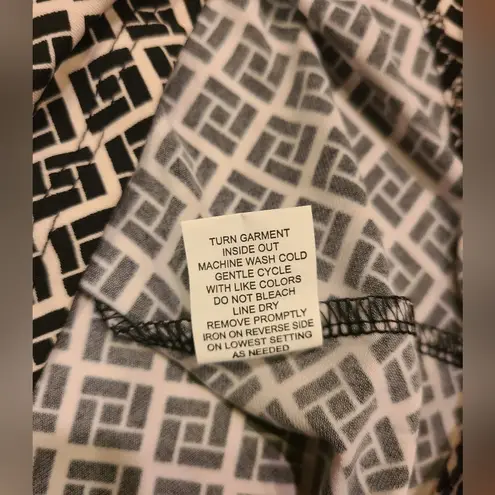 TURN GARMENT
INSIDE OUT
MACHINE WASH COLD
GENTLE CYCLE
WITH LIKE COLORS
DO NOT BLEACH
LINE DRY
REMOVE PROMPTLY
IRON ON REVERSE SIDE
ON LOWEST SETTING
AS NEEDED